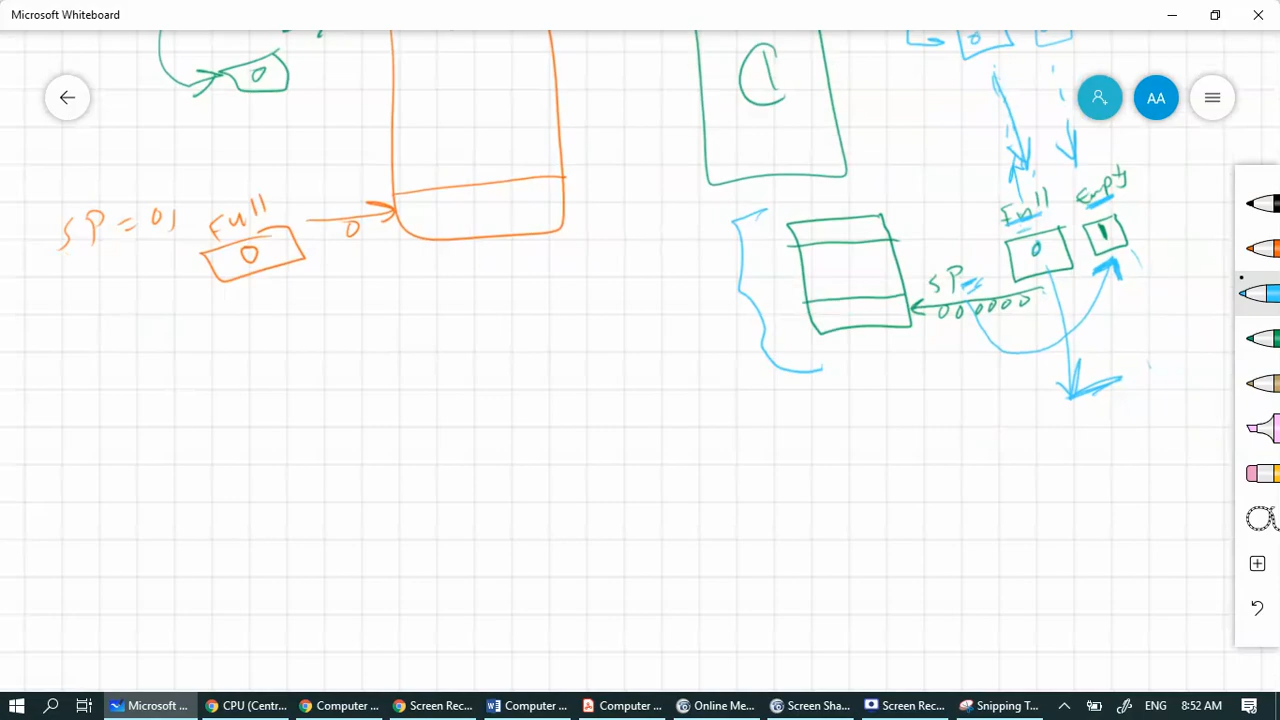 Microsoft Whiteboard
0
AA
SP = 01
Full
0
0
Full
Empty
0
1
SP =
000000
Microsoft ...
CPU (Centr...
Computer ...
Screen Rec...
Computer ...
Computer ...
Online Me...
Screen Sha...
Screen Rec...
Snipping T...
ENG
8:52 AM